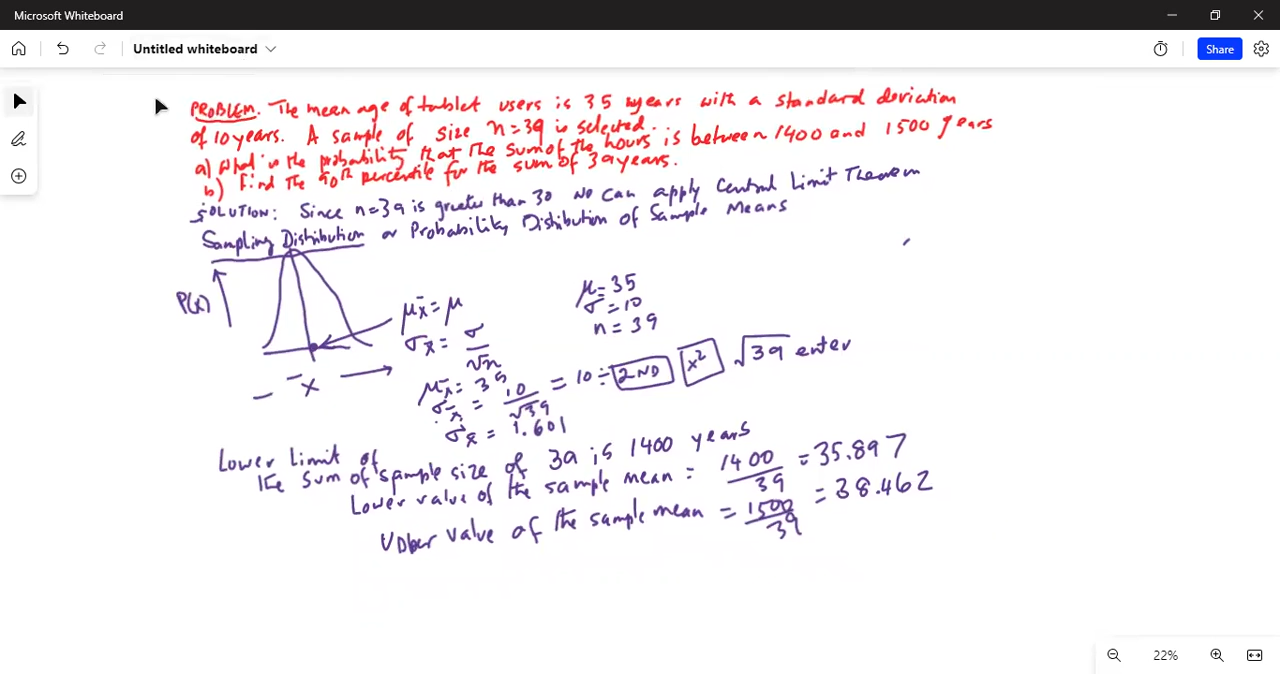 Microsoft Whiteboard
Untitled whiteboard
Share
PROBLEM. The mean age of tablet users is 35 years with a standard deviation
of 10 years. A sample of size n=39 is selected.
a) What is the probability that the sum of the hours is between 1400 and 1500 years
b) Find the 90th percentile for the sum of 39 years.
SOLUTION: Since n=39 is greater than 30 we can apply Central Limit Theorem
Sampling Distribution or Probability Distribution of Sample Means
P(x)
x̄
μx̄ = μ
σx̄ = σ/√n
μ = 35
σ = 10
n = 39
μx̄ = 35
σx̄ = 10/√39 = 10 ÷ 2ND x² √39 enter
σx̄ = 1.601
Lower Limit of
the sum of sample size of 39 is 1400 years
Lower value of the sample mean = 1400/39 = 35.897
Upper value of the sample mean = 1500/39 = 38.462
22%